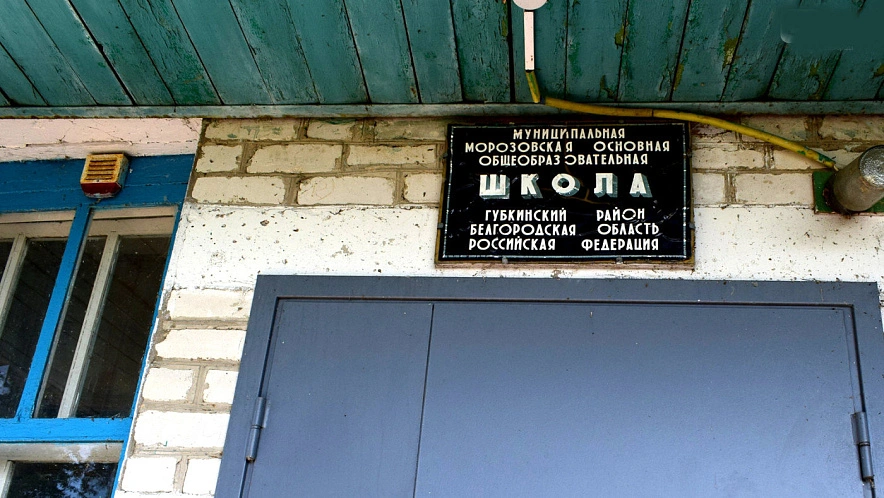 МУНИЦИПАЛЬНАЯ
МОРОЗОВСКАЯ ОСНОВНАЯ
ОБЩЕОБРАЗОВАТЕЛЬНАЯ
ШКОЛА
ГУБКИНСКИЙ РАЙОН
БЕЛГОРОДСКАЯ ОБЛАСТЬ
РОССИЙСКАЯ ФЕДЕРАЦИЯ